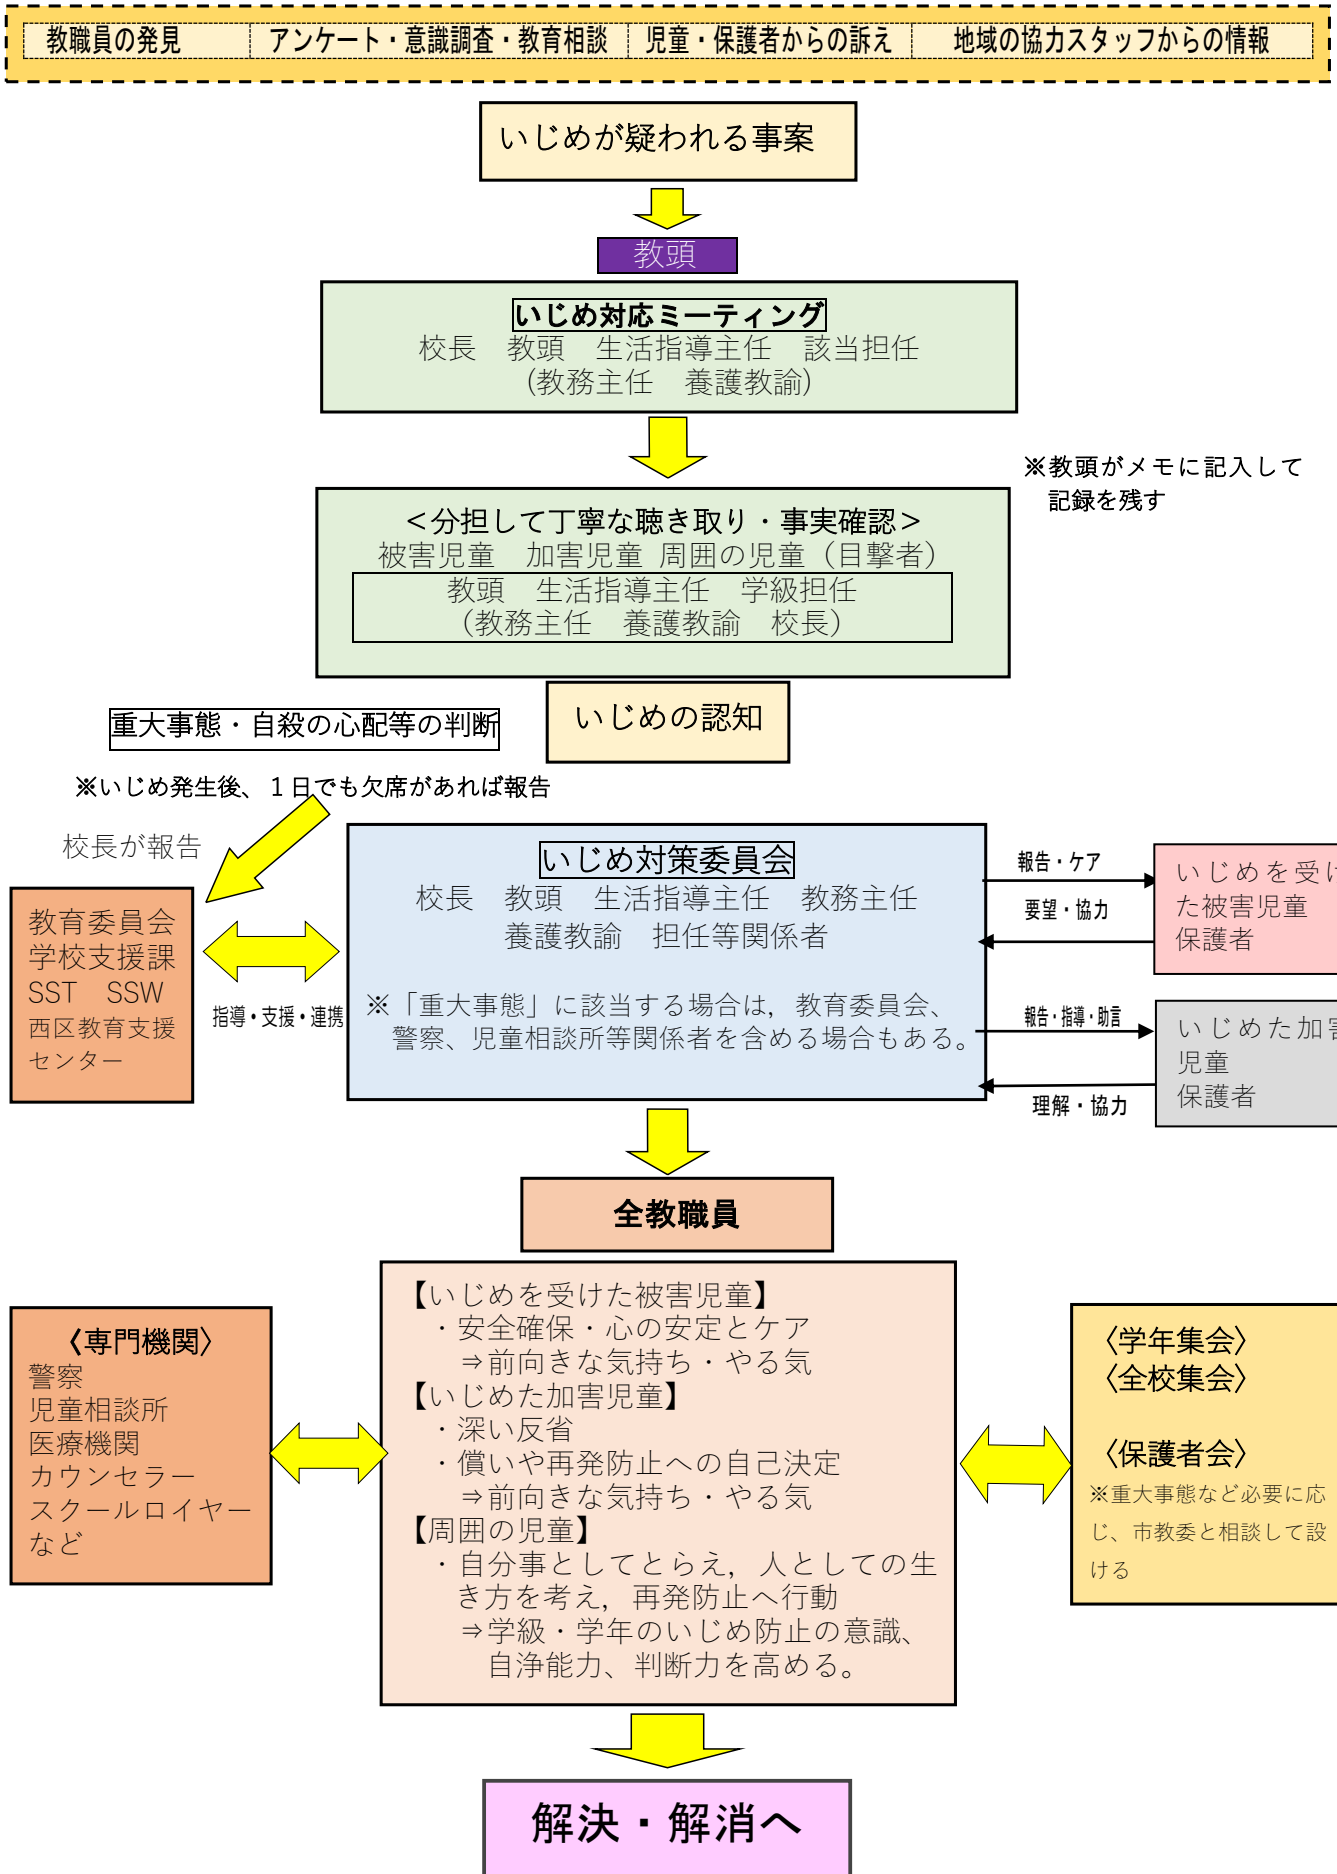 教職員の発見 アンケート・意識調査・教育相談 児童・保護者からの訴え 地域の協力スタッフからの情報
いじめが疑われる事案
教頭
いじめ対応ミーティング
校長 教頭 生活指導主任 該当担任
(教務主任 養護教諭)
※教頭がメモに記入して
記録を残す
＜分担して丁寧な聴き取り・事実確認＞
被害児童 加害児童 周囲の児童（目撃者）
教頭 生活指導主任 学級担任
（教務主任 養護教諭 校長）
いじめの認知
重大事態・自殺の心配等の判断
※いじめ発生後、１日でも欠席があれば報告
校長が報告
教育委員会
学校支援課
SST SSW
西区教育支援
センター
指導・支援・連携
いじめ対策委員会
校長 教頭 生活指導主任 教務主任
養護教諭 担任等関係者
※「重大事態」に該当する場合は，教育委員会、
警察、児童相談所等関係者を含める場合もある。
報告・ケア
要望・協力
いじめを受け
た被害児童
保護者
報告・指導・助言
理解・協力
いじめた加害
児童
保護者
全教職員
【いじめを受けた被害児童】
・安全確保・心の安定とケア
⇒前向きな気持ち・やる気
【いじめた加害児童】
・深い反省
・償いや再発防止への自己決定
⇒前向きな気持ち・やる気
【周囲の児童】
・自分事としてとらえ，人としての生
き方を考え，再発防止へ行動
⇒学級・学年のいじめ防止の意識、
自浄能力、判断力を高める。
〈専門機関〉
警察
児童相談所
医療機関
カウンセラー
スクールロイヤー
など
〈学年集会〉
〈全校集会〉
〈保護者会〉
※重大事態など必要に応
じ、市教委と相談して設
ける
解決・解消へ